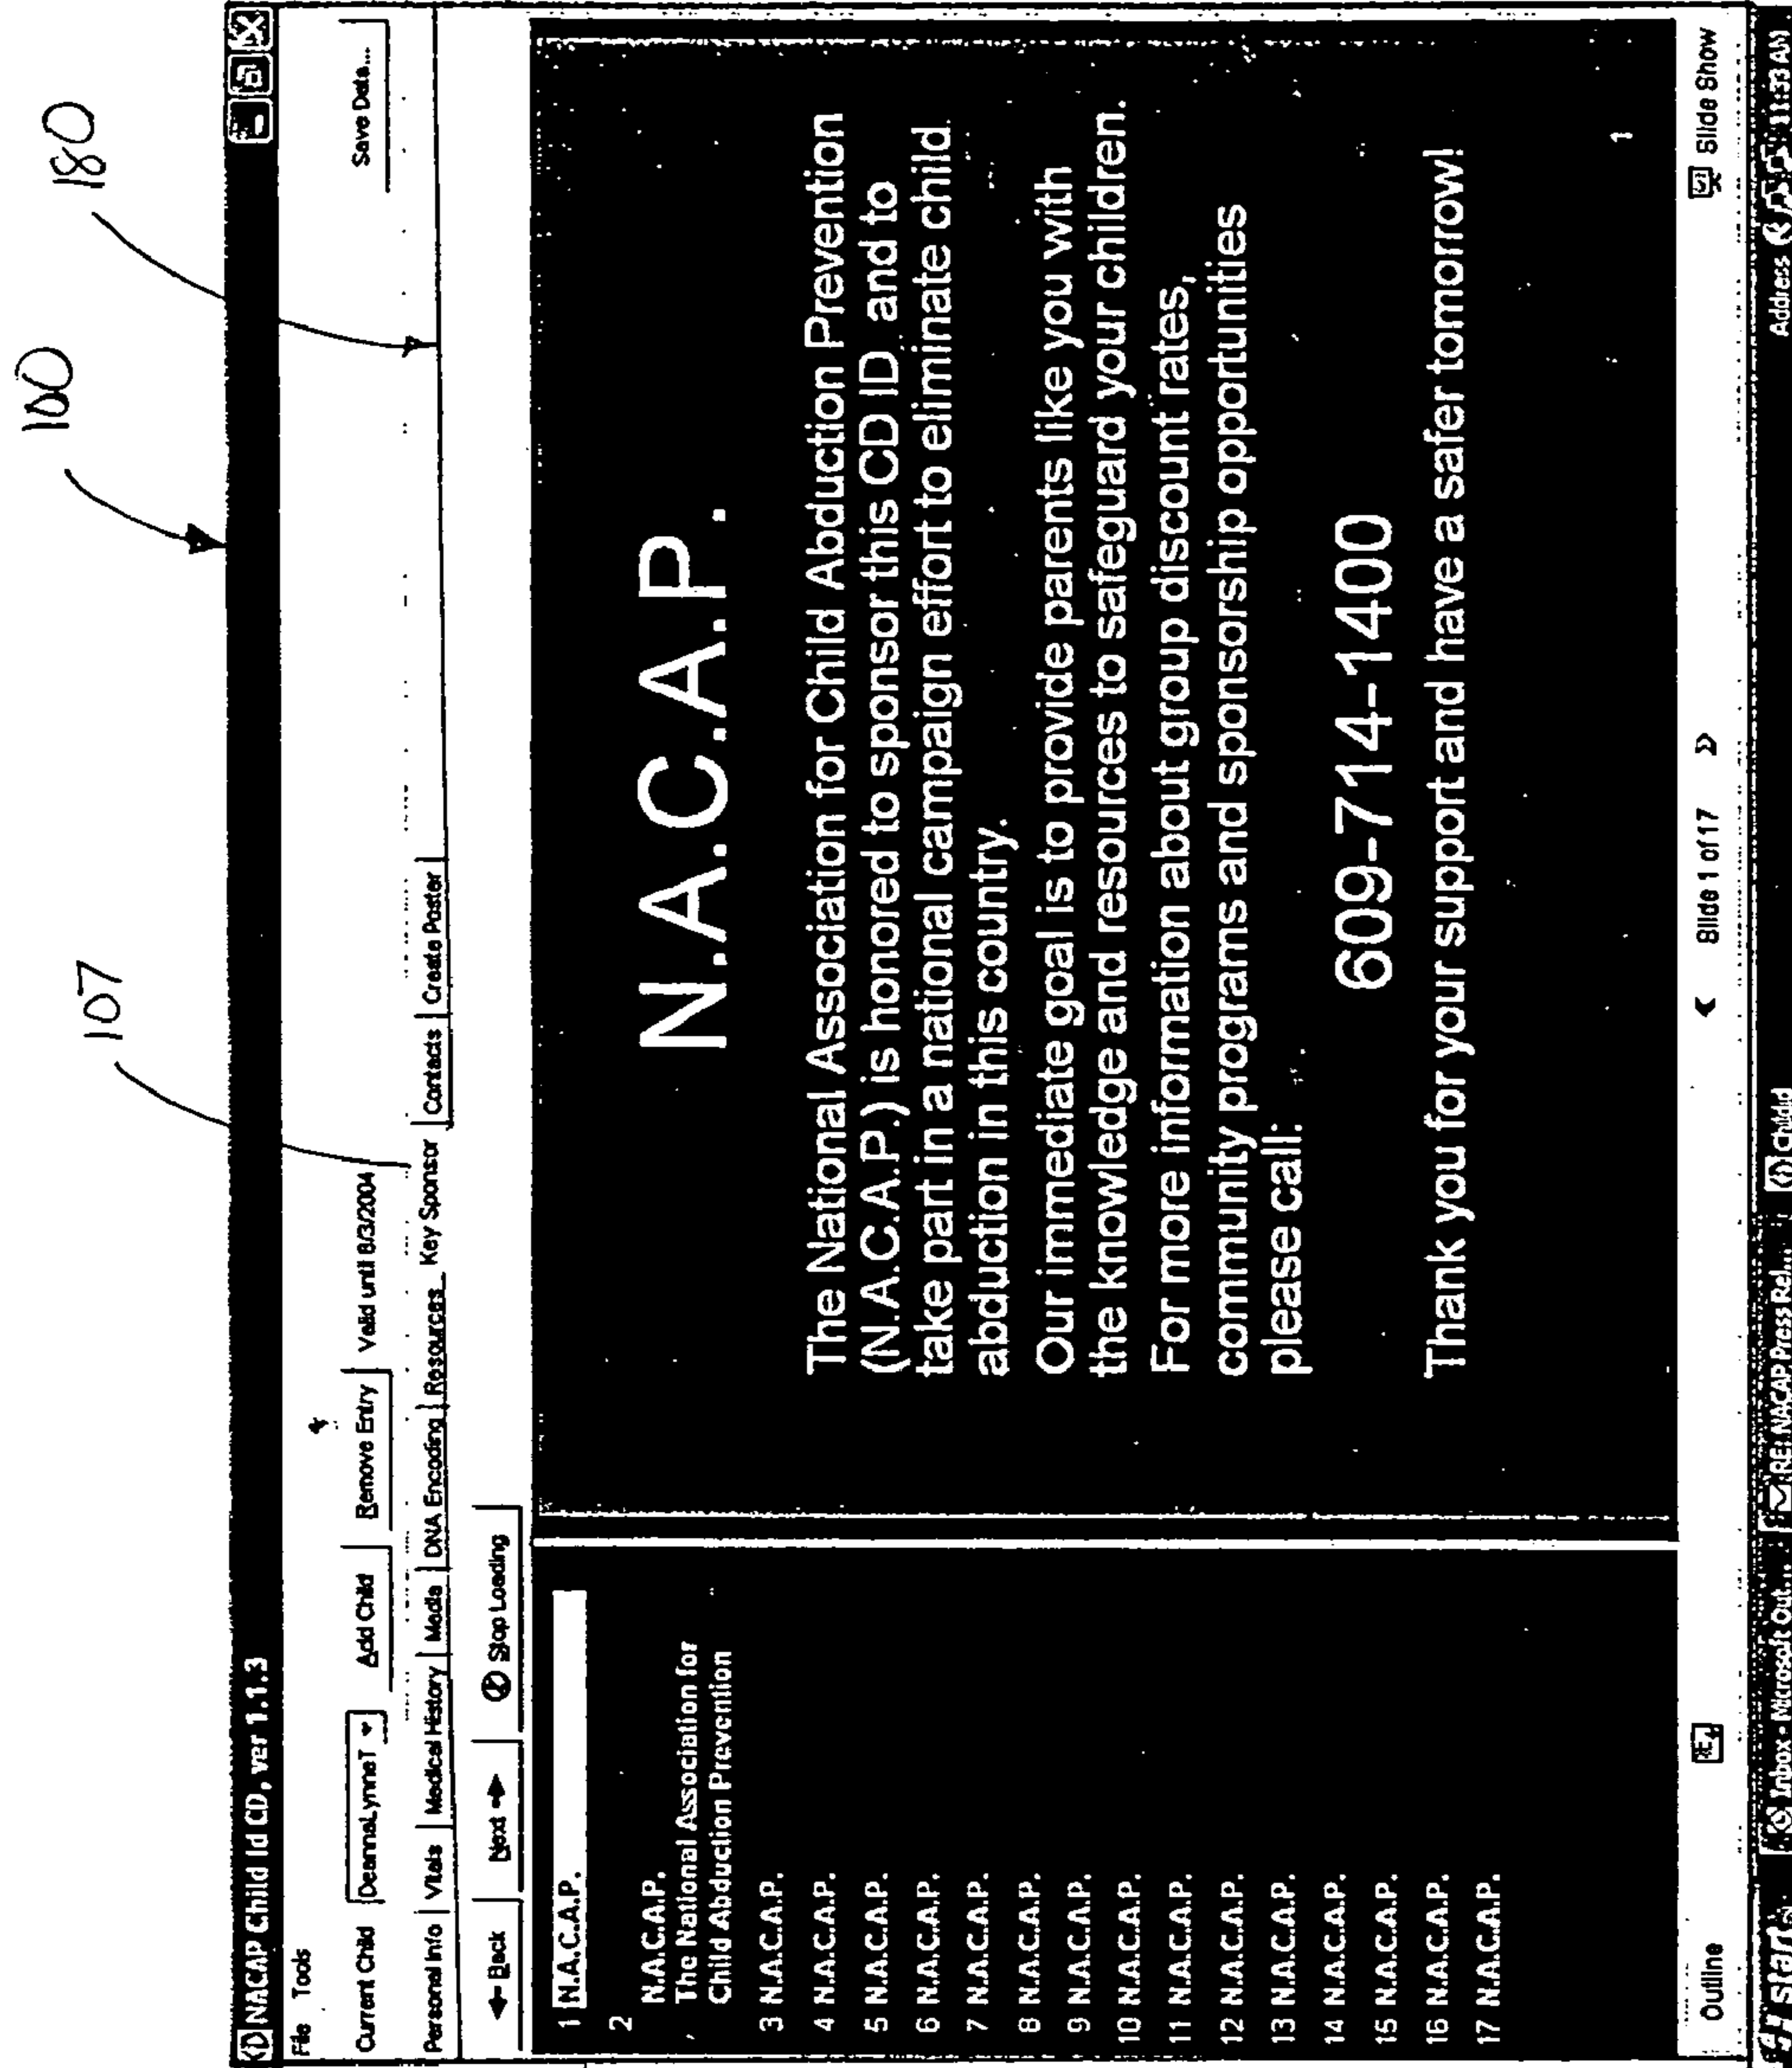 107
100
180
NACAP Child Id CD, ver 1.1.3
File Tools
Current Child DeannaLynneT Add Child Remove Entry Valid until 8/3/2004 Save Data...
Personal Info Vitals Medical History Media DNA Encoding Resources Key Sponsor Contacts Create Poster
Back Next Stop Loading
1 N.A.C.A.P.
2
N.A.C.A.P.
The National Association for
Child Abduction Prevention
3 N.A.C.A.P.
4 N.A.C.A.P.
5 N.A.C.A.P.
6 N.A.C.A.P.
7 N.A.C.A.P.
8 N.A.C.A.P.
9 N.A.C.A.P.
10 N.A.C.A.P.
11 N.A.C.A.P.
12 N.A.C.A.P.
13 N.A.C.A.P.
14 N.A.C.A.P.
15 N.A.C.A.P.
16 N.A.C.A.P.
17 N.A.C.A.P.
N.A.C.A.P.
The National Association for Child Abduction Prevention
(N.A.C.A.P.) is honored to sponsor this CD ID and to
take part in a national campaign effort to eliminate child
abduction in this country.
Our immediate goal is to provide parents like you with
the knowledge and resources to safeguard your children.
For more information about group discount rates,
community programs and sponsorship opportunities
please call:
609-714-1400
Thank you for your support and have a safer tomorrow!
1
Outline Slide 1 of 17 Slide Show
start Inbox - Microsoft Out... RE: NACAP Press Rel... Childid Address 11:33 AM